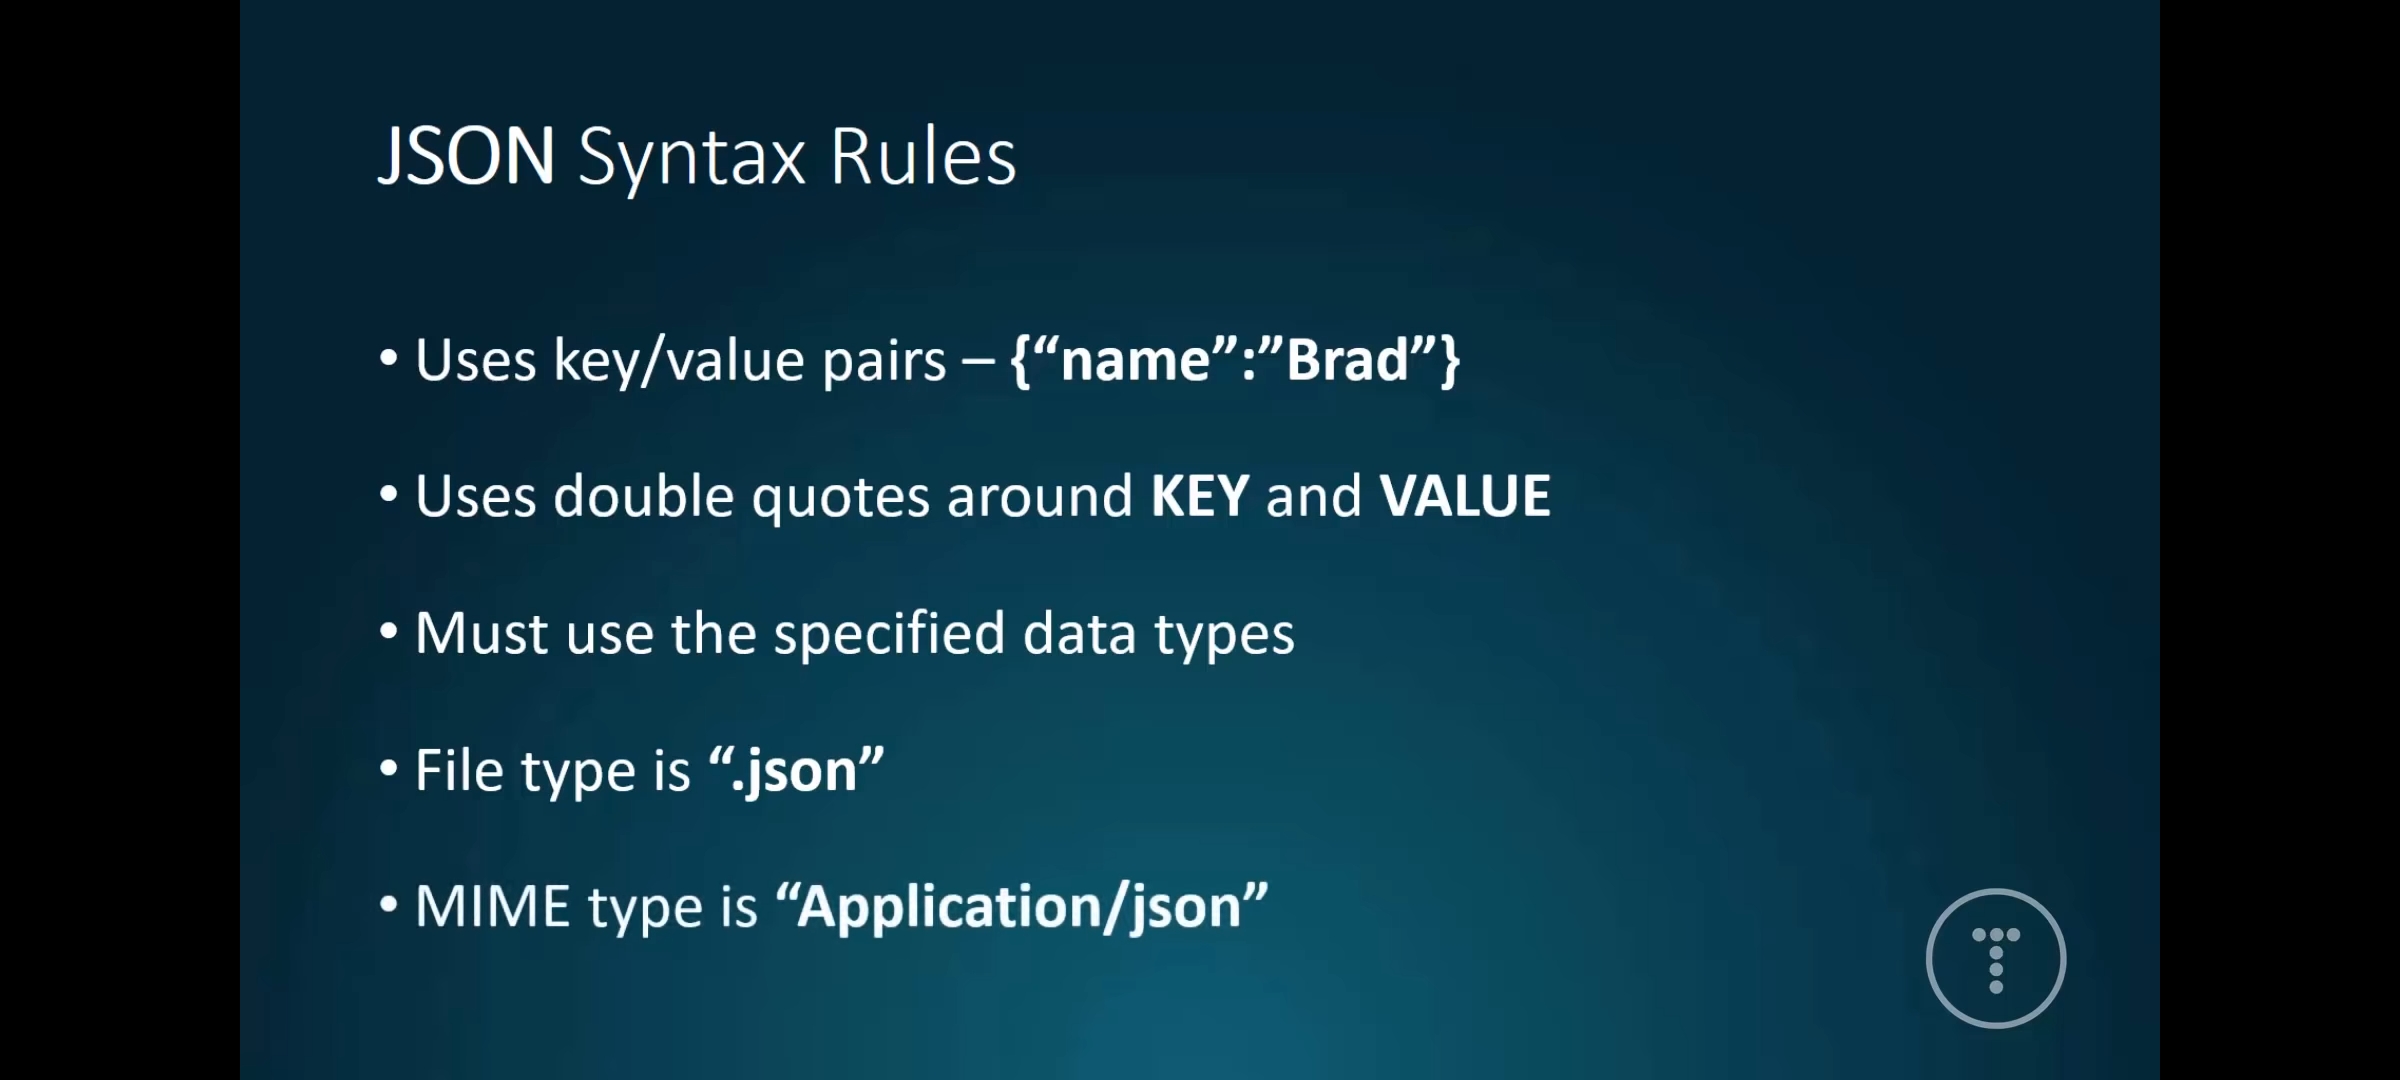 JSON Syntax Rules
• Uses key/value pairs – {“name”:”Brad”}
• Uses double quotes around KEY and VALUE
• Must use the specified data types
• File type is “.json”
• MIME type is “Application/json”
T